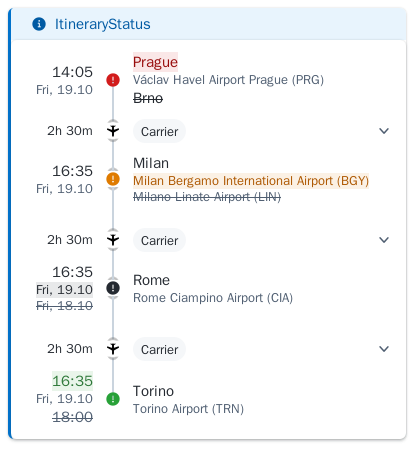 ItineraryStatus
14:05
Fri, 19.10
Prague
Václav Havel Airport Prague (PRG)
Brno
2h 30m
Carrier
16:35
Fri, 19.10
Milan
Milan Bergamo International Airport (BGY)
Milano Linate Airport (LIN)
2h 30m
Carrier
16:35
Fri, 19.10
Fri, 18.10
Rome
Rome Ciampino Airport (CIA)
2h 30m
Carrier
16:35
Fri, 19.10
18:00
Torino
Torino Airport (TRN)